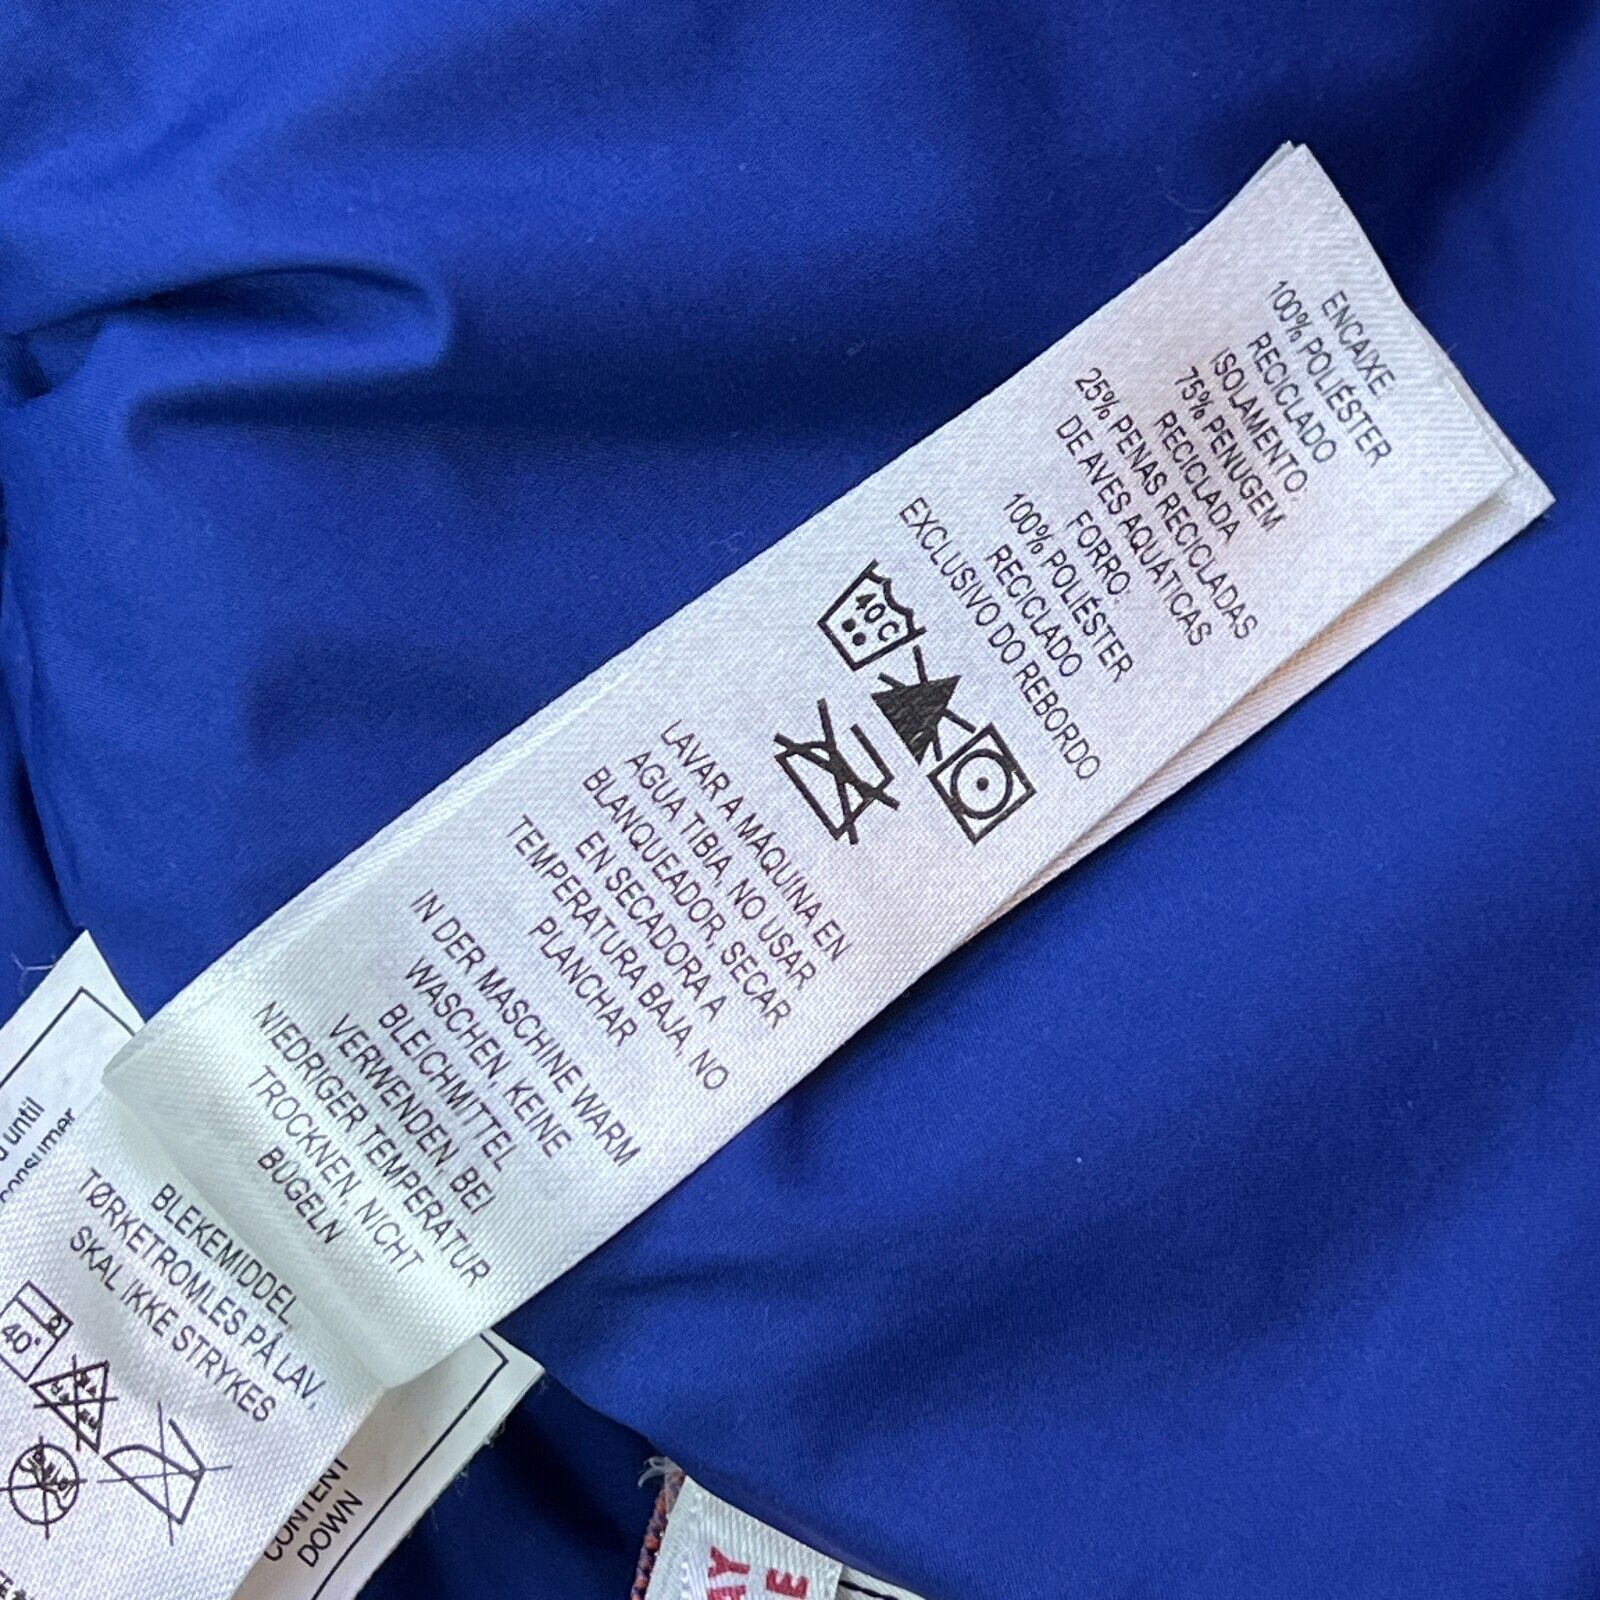 ENCAIXE
100% POLIÉSTER
RECICLADO
ISOLAMENTO:
75% PENUGEM
RECICLADA
25% PENAS RECICLADAS
DE AVES AQUÁTICAS
FORRO:
100% POLIÉSTER
RECICLADO
EXCLUSIVO DO REBORDO
40C
LAVAR A MÁQUINA EN
AGUA TIBIA, NO USAR
BLANQUEADOR, SECAR
EN SECADORA A
TEMPERATURA BAJA, NO
PLANCHAR
IN DER MASCHINE WARM
WASCHEN, KEINE
BLEICHMITTEL
VERWENDEN, BEI
NIEDRIGER TEMPERATUR
TROCKNEN, NICHT
BÜGELN
BLEKEMIDDEL,
TØRKETROMLES PÅ LAV,
SKAL IKKE STRYKES
40°
until
consumer
CONTENT
DOWN